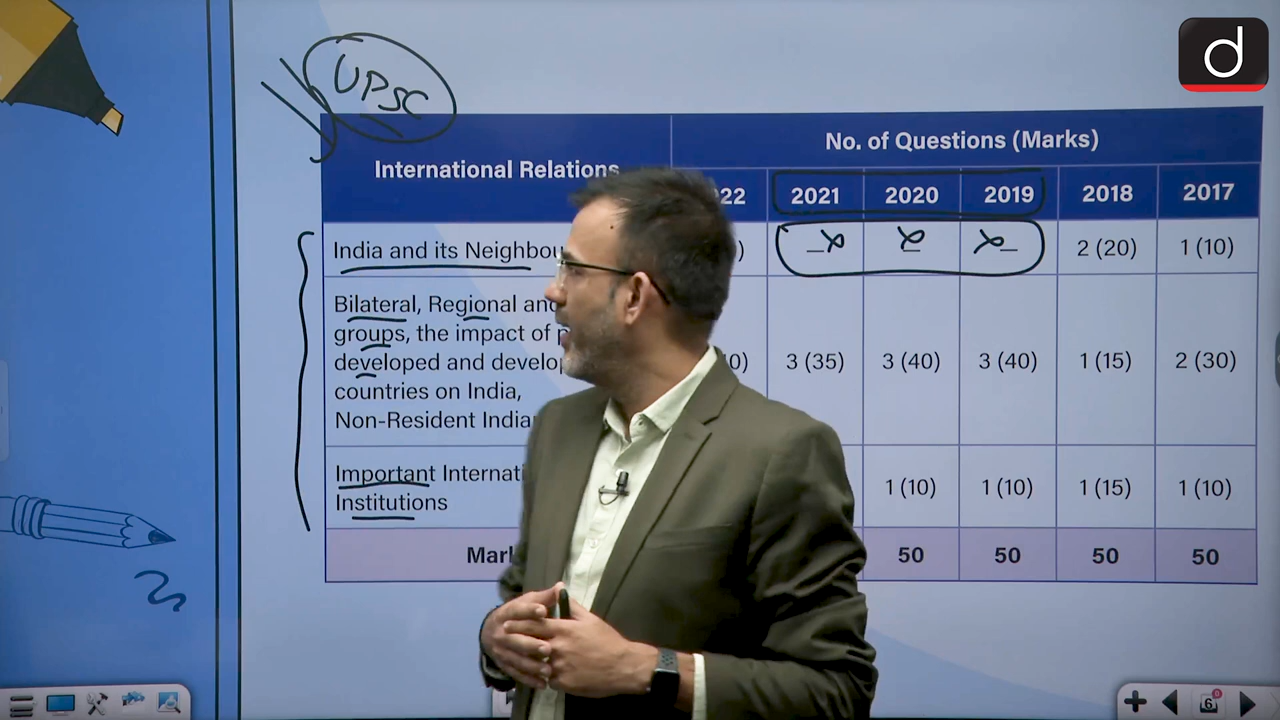 d
UPSC
International Relations
No. of Questions (Marks)
22 2021 2020 2019 2018 2017
India and its Neighbou ) – – – 2 (20) 1 (10)
Bilateral, Regional and
groups, the impact of p
developed and develop 0) 3 (35) 3 (40) 3 (40) 1 (15) 2 (30)
countries on India,
Non-Resident India
Important Internati
Institutions 1 (10) 1 (10) 1 (15) 1 (10)
Mar 50 50 50 50
6